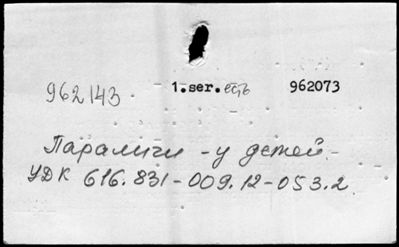 962143 1.ser. есть 962073
Параличи - у детей -
УДК 616.831-009.12-053.2